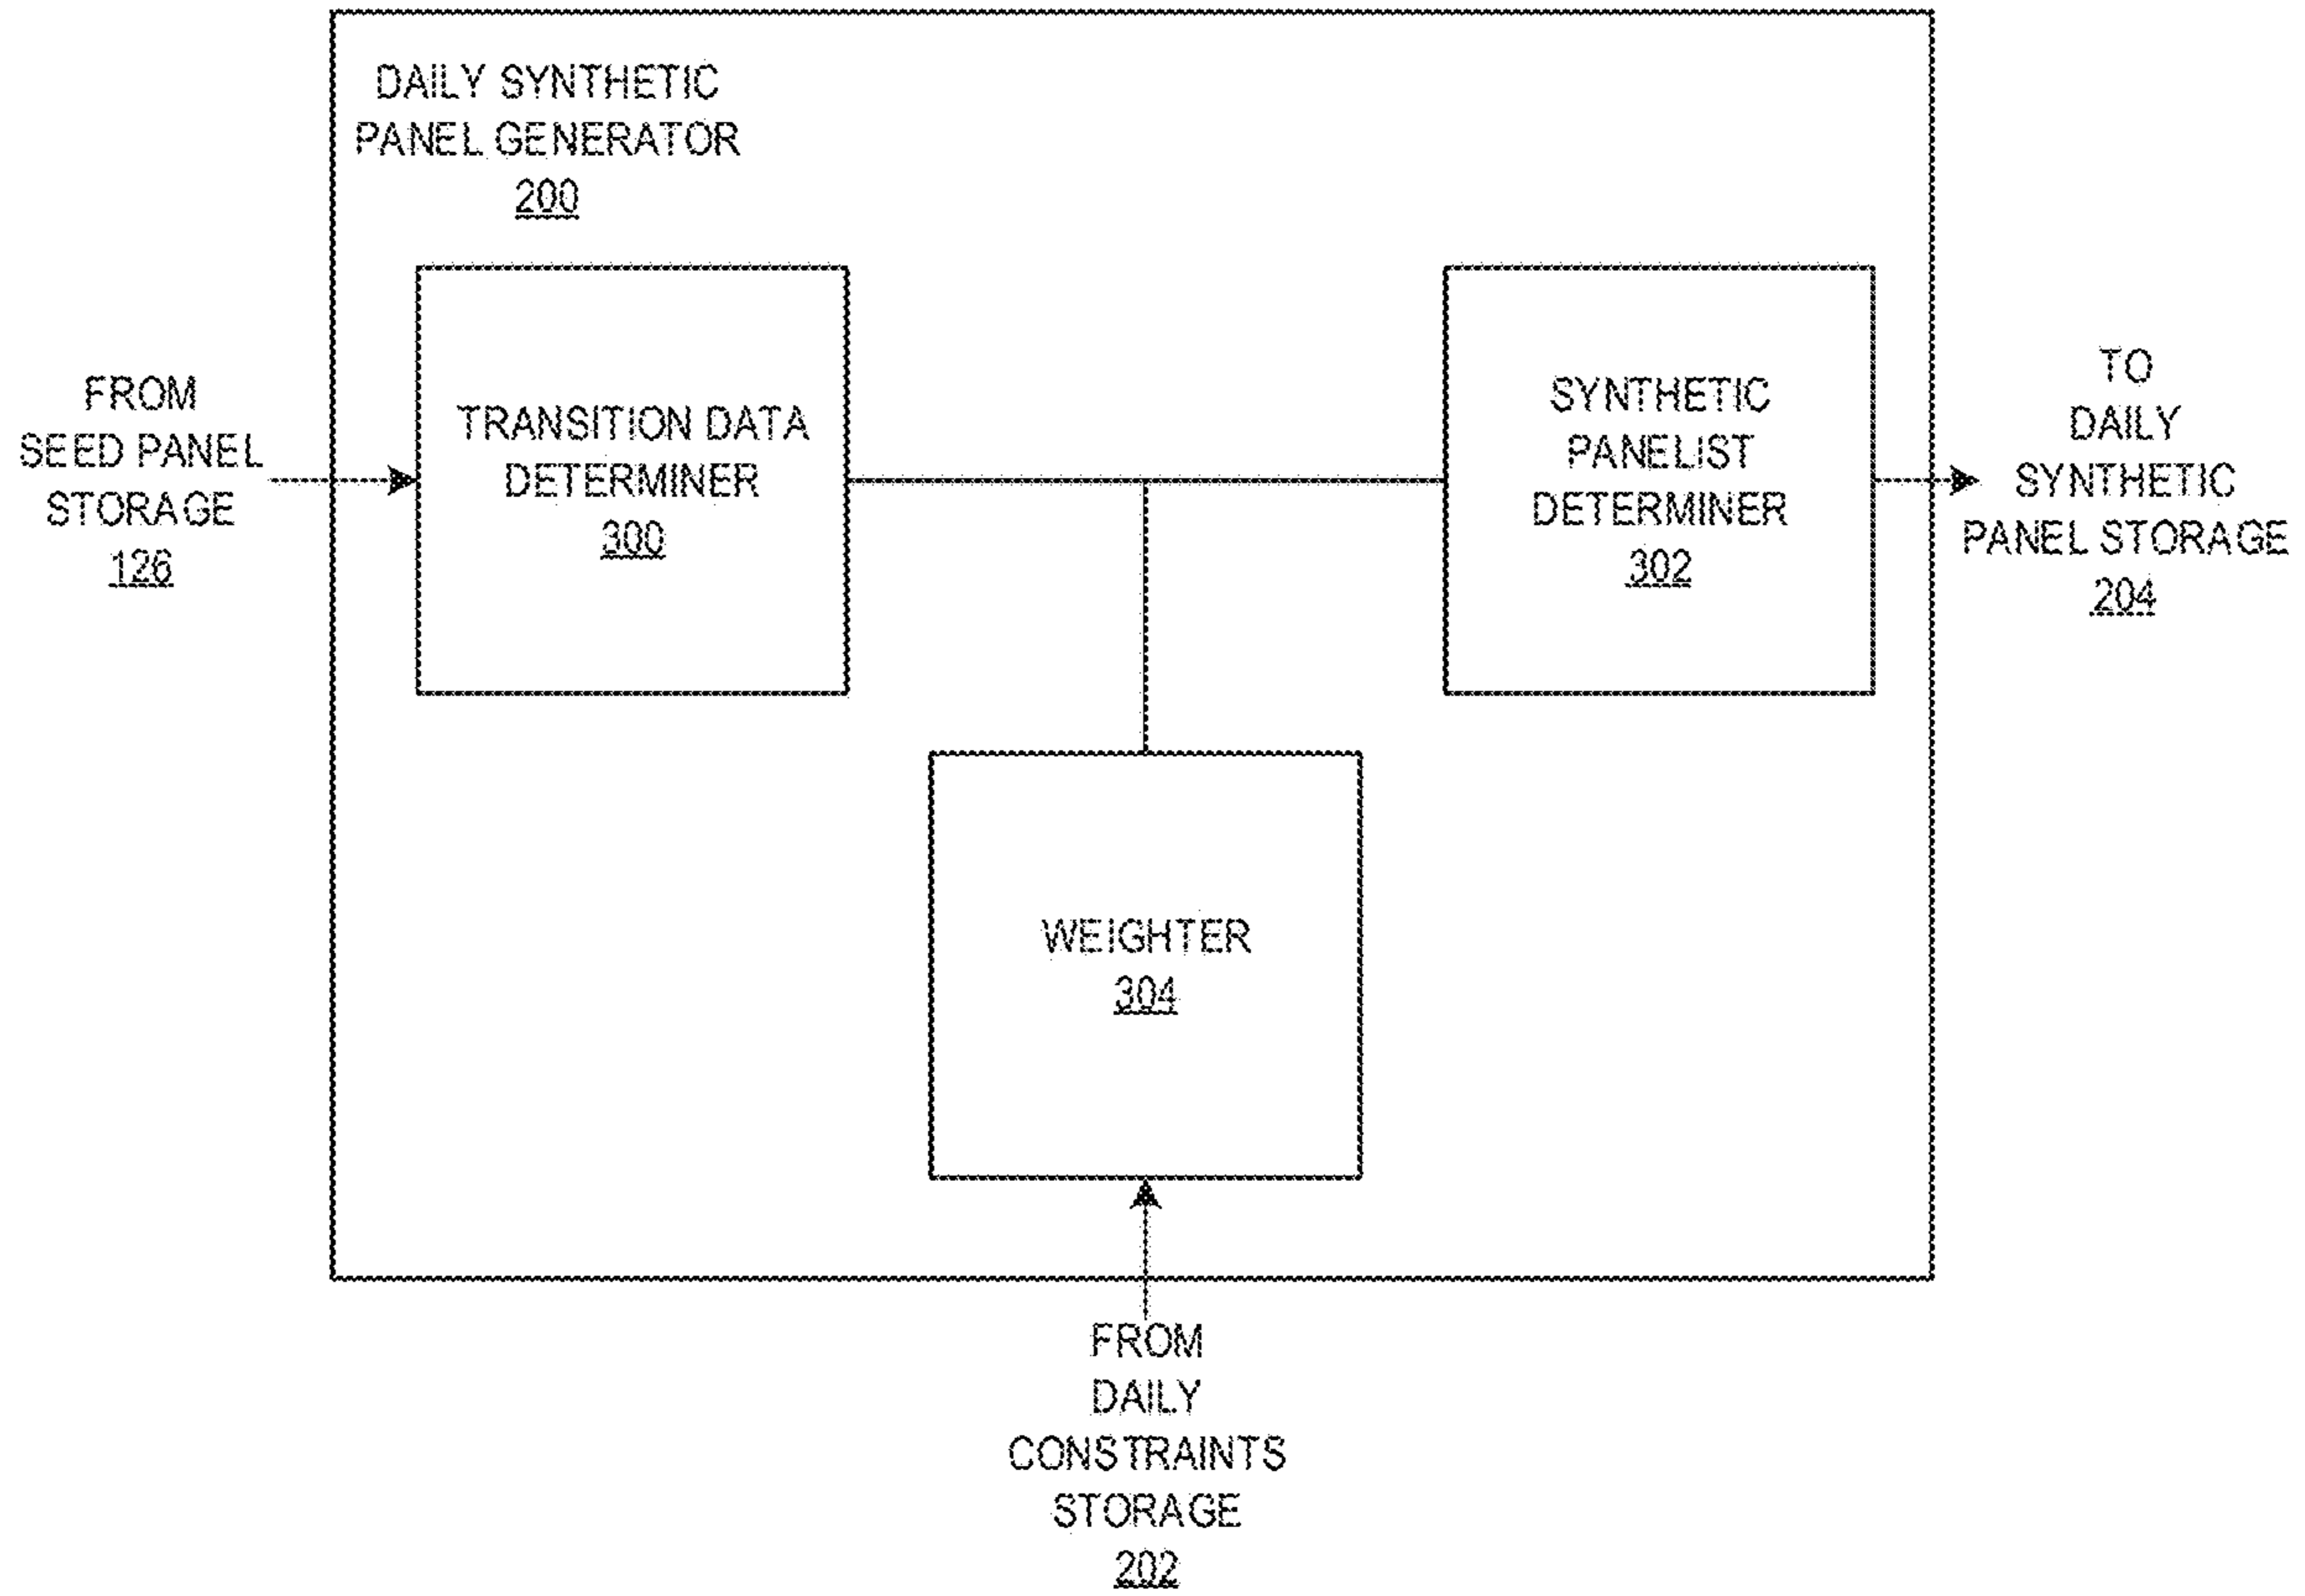 DAILY SYNTHETIC
PANEL GENERATOR
200
FROM
SEED PANEL
STORAGE
126
TRANSITION DATA
DETERMINER
300
SYNTHETIC
PANELIST
DETERMINER
302
TO
DAILY
SYNTHETIC
PANEL STORAGE
204
WEIGHTER
304
FROM
DAILY
CONSTRAINTS
STORAGE
202